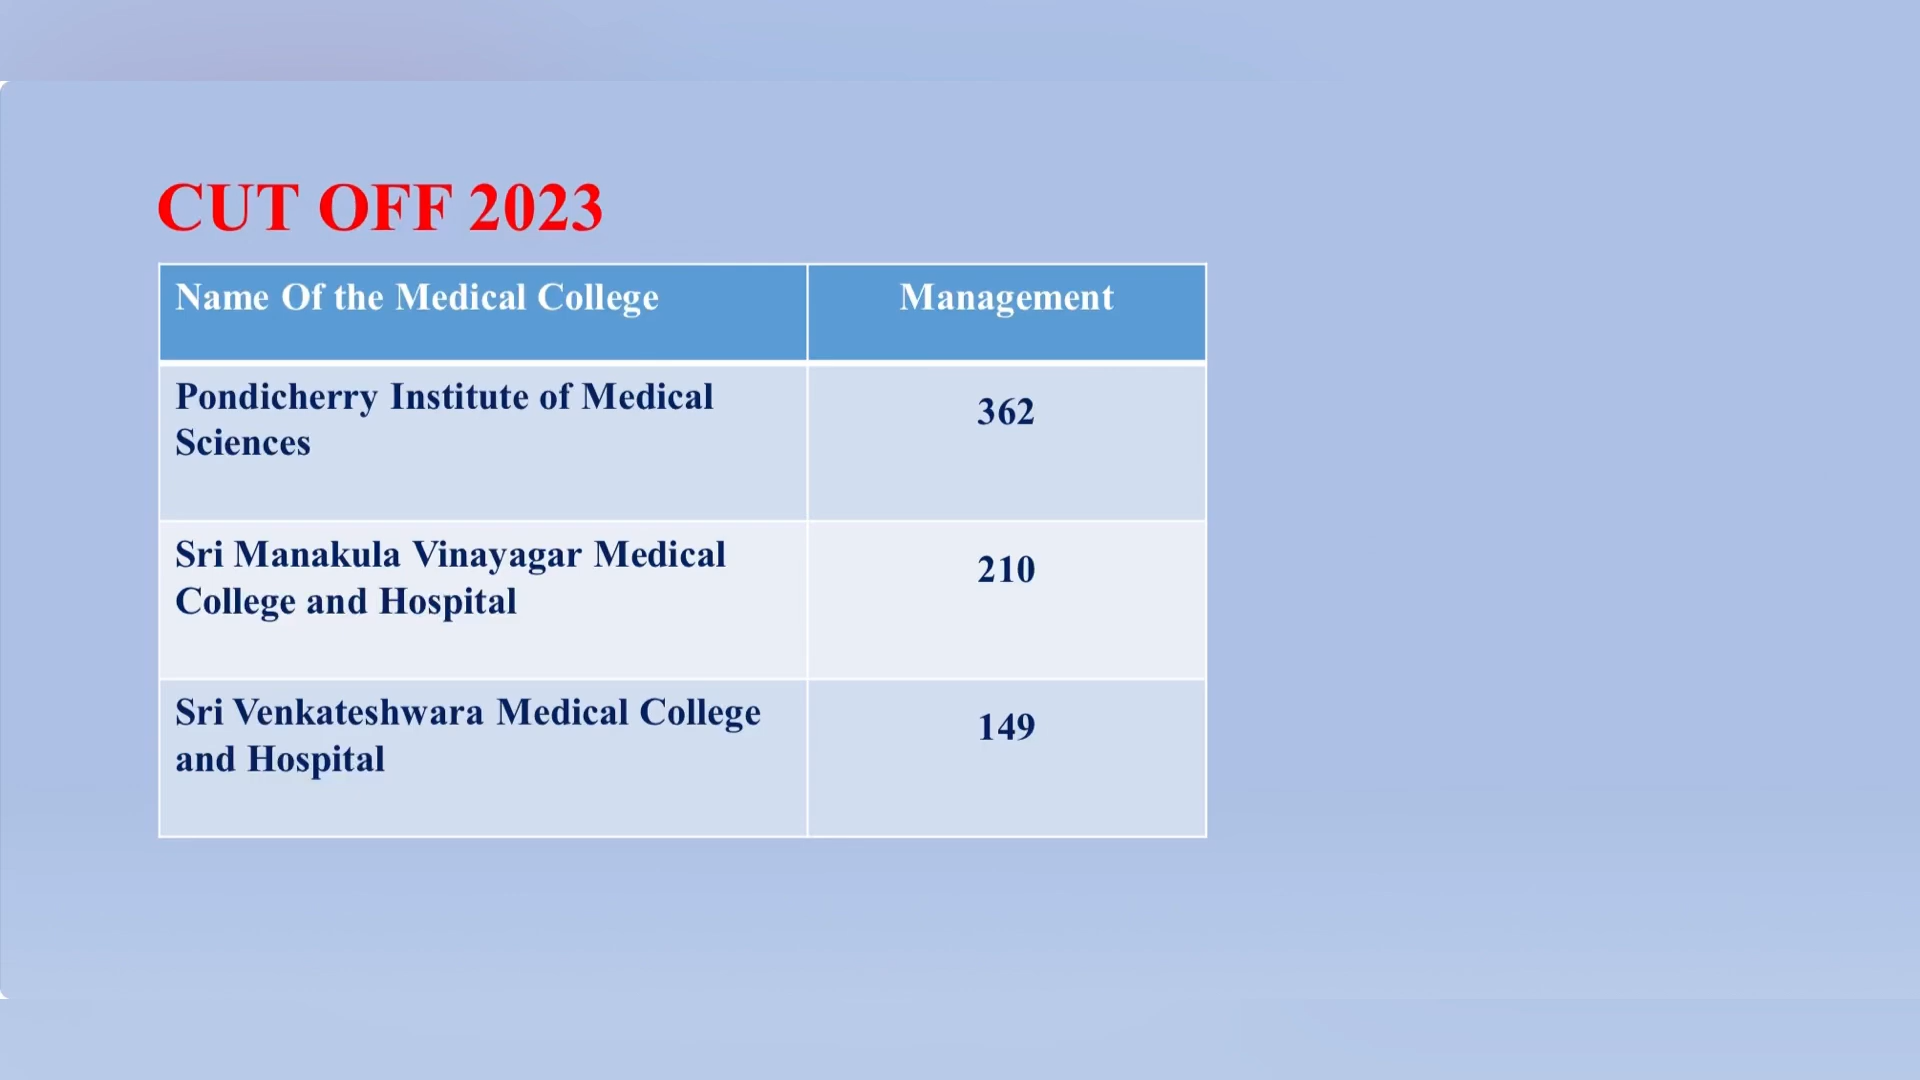 CUT OFF 2023
Name Of the Medical College
Management
Pondicherry Institute of Medical
Sciences
362
Sri Manakula Vinayagar Medical
College and Hospital
210
Sri Venkateshwara Medical College
and Hospital
149